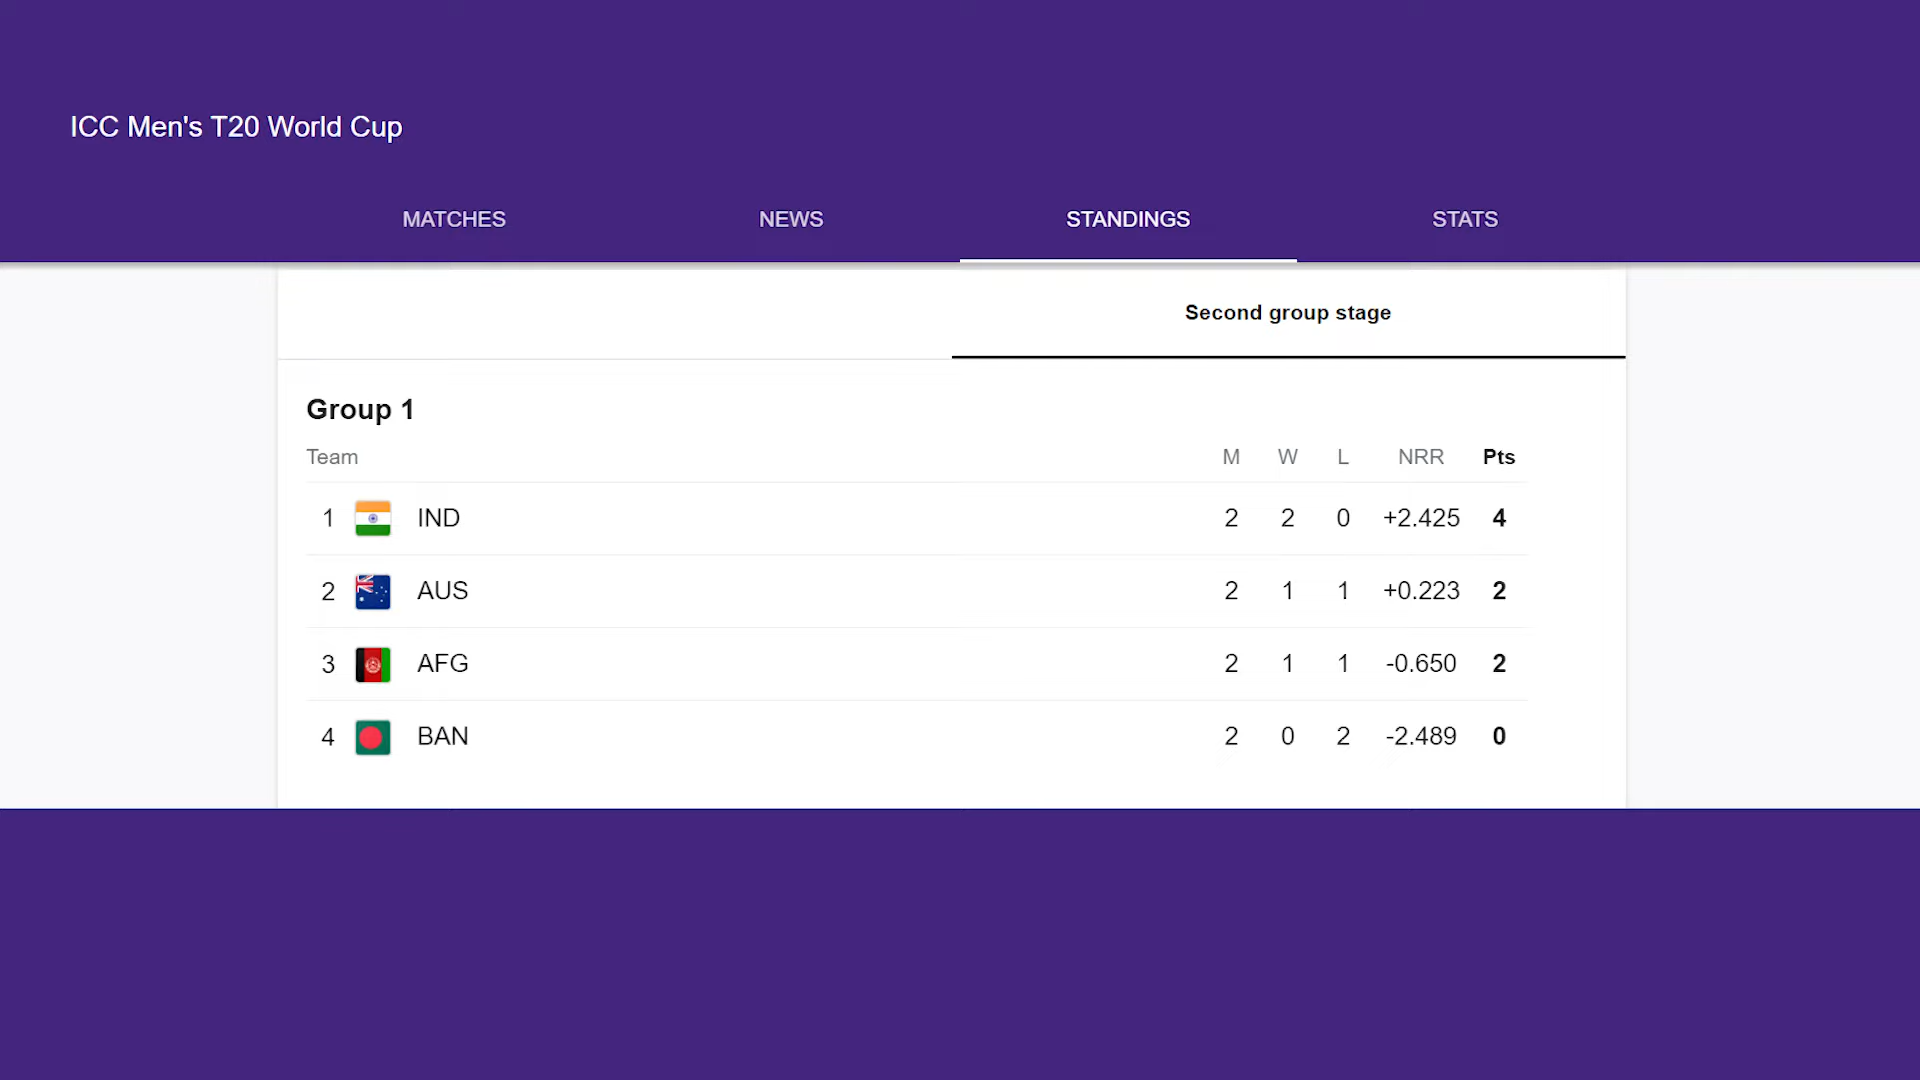 ICC Men's T20 World Cup
MATCHES NEWS STANDINGS STATS
Second group stage
Group 1
Team M W L NRR Pts
1 IND 2 2 0 +2.425 4
2 AUS 2 1 1 +0.223 2
3 AFG 2 1 1 -0.650 2
4 BAN 2 0 2 -2.489 0